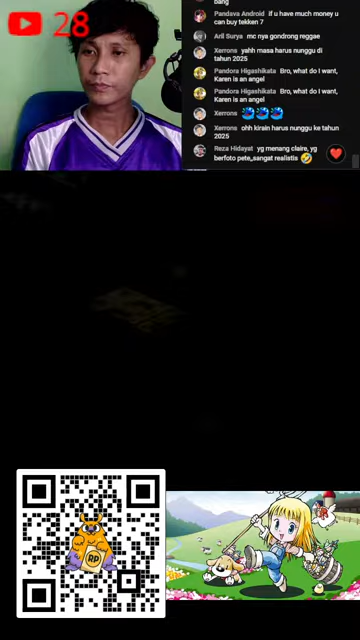 28
bang
Pandava Android If u have much money u
can buy tekken 7
Aril Surya mc nya gondrong reggae
Xerrons yahh masa harus nunggu di
tahun 2025
Pandora Higashikata Bro, what do I want,
Karen is an angel
Pandora Higashikata Bro, what do I want,
Karen is an angel
Xerrons
Xerrons ohh kirain harus nunggu ke tahun
2025
Reza Hidayat yg menang claire, yg
berfoto pete,,sangat realistis
RP